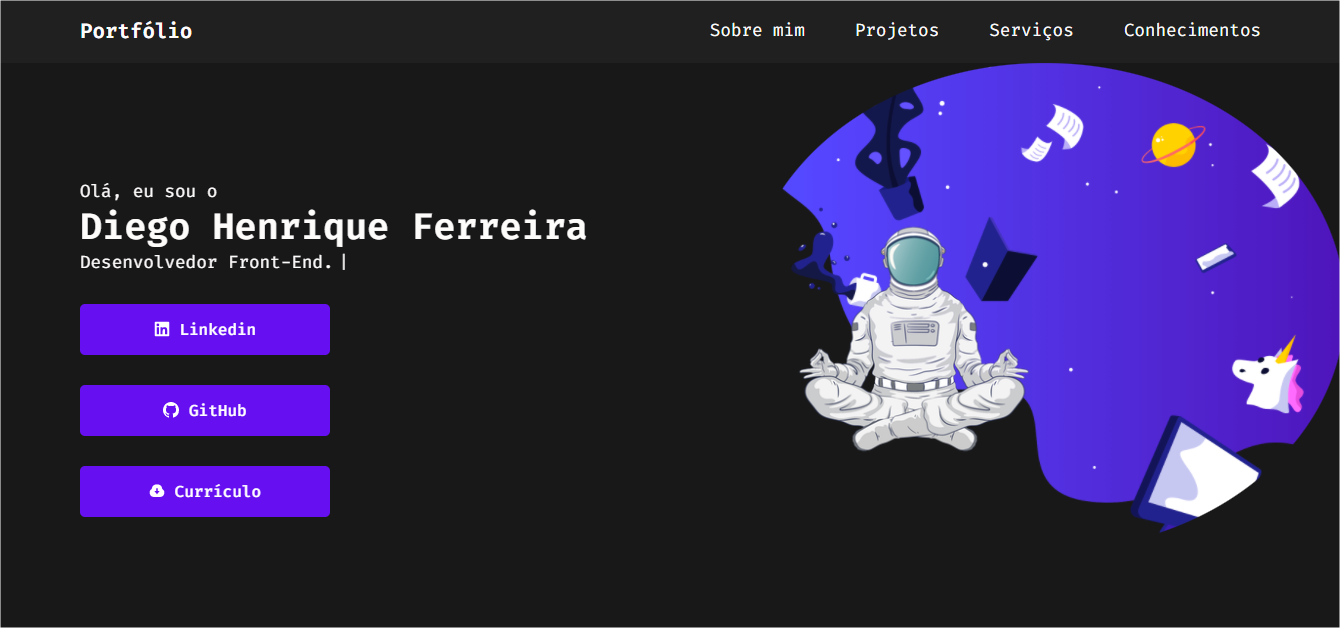 Portfólio
Sobre mim
Projetos
Serviços
Conhecimentos
Olá, eu sou o
Diego Henrique Ferreira
Desenvolvedor Front-End.|
Linkedin
GitHub
Currículo